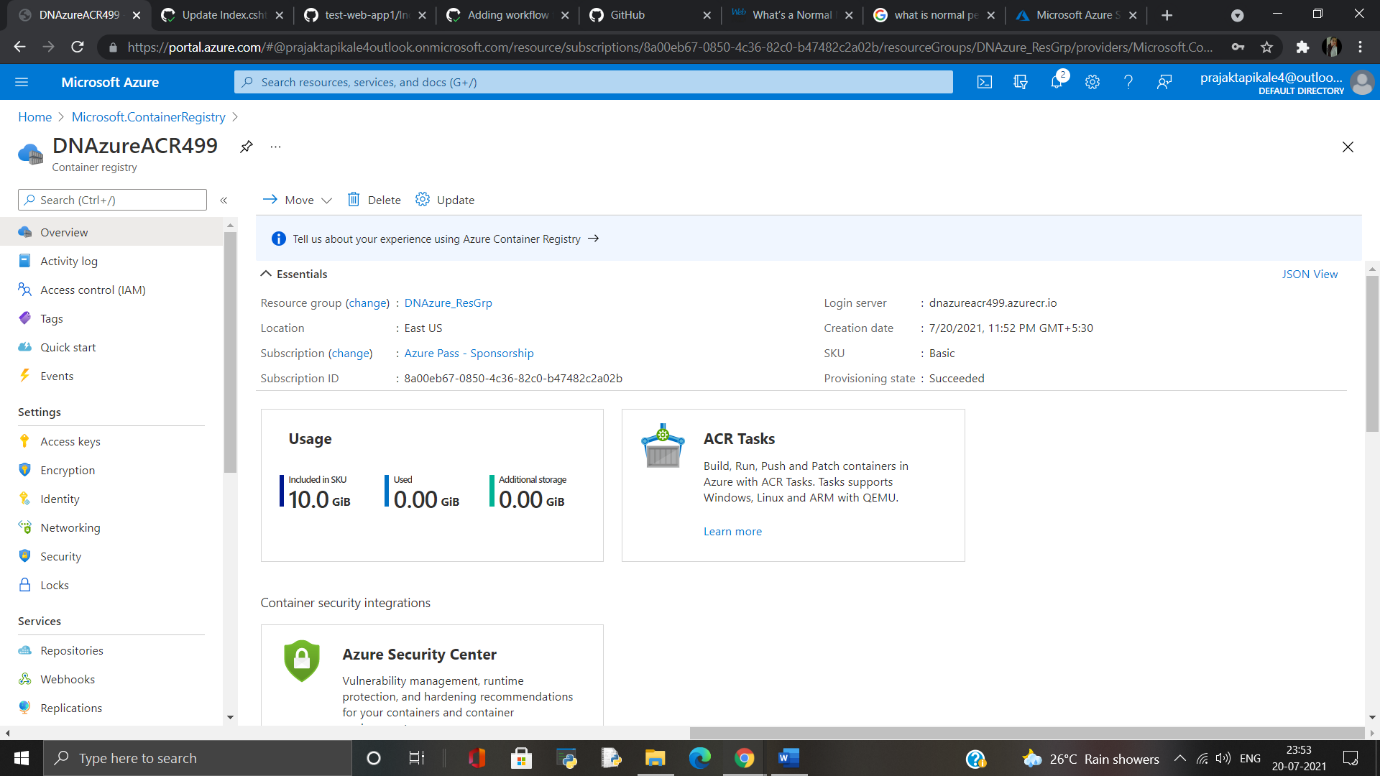 DNAzureACR499
Update Index.csh
test-web-app1/In
Adding workflow
GitHub
What's a Normal
what is normal pe
Microsoft Azure S
https://portal.azure.com/#@prajaktapikale4outlook.onmicrosoft.com/resource/subscriptions/8a00eb67-0850-4c36-82c0-b47482c2a02b/resourceGroups/DNAzure_ResGrp/providers/Microsoft.Co...
Microsoft Azure
Search resources, services, and docs (G+/)
2
prajaktapikale4@outloo...
DEFAULT DIRECTORY
Home > Microsoft.ContainerRegistry >
DNAzureACR499
...
Container registry
Search (Ctrl+/)
«
Move
Delete
Update
Overview
Activity log
Access control (IAM)
Tags
Quick start
Events
Settings
Access keys
Encryption
Identity
Networking
Security
Locks
Services
Repositories
Webhooks
Replications
Tell us about your experience using Azure Container Registry →
Essentials
JSON View
Resource group (change) : DNAzure_ResGrp
Location : East US
Subscription (change) : Azure Pass - Sponsorship
Subscription ID : 8a00eb67-0850-4c36-82c0-b47482c2a02b
Login server : dnazureacr499.azurecr.io
Creation date : 7/20/2021, 11:52 PM GMT+5:30
SKU : Basic
Provisioning state : Succeeded
Usage
Included in SKU
10.0 GiB
Used
0.00 GiB
Additional storage
0.00 GiB
ACR Tasks
Build, Run, Push and Patch containers in
Azure with ACR Tasks. Tasks supports
Windows, Linux and ARM with QEMU.
Learn more
Container security integrations
Azure Security Center
Vulnerability management, runtime
protection, and hardening recommendations
for your containers and container
Type here to search
26°C Rain showers
ENG
23:53
20-07-2021